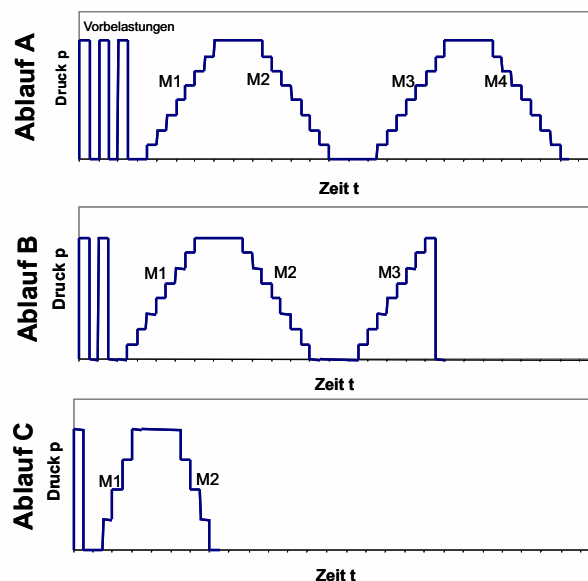 Vorbelastungen
Ablauf A
Druck p
M1
M2
M3
M4
Zeit t
Ablauf B
Druck p
M1
M2
M3
Zeit t
Ablauf C
Druck p
M1
M2
Zeit t